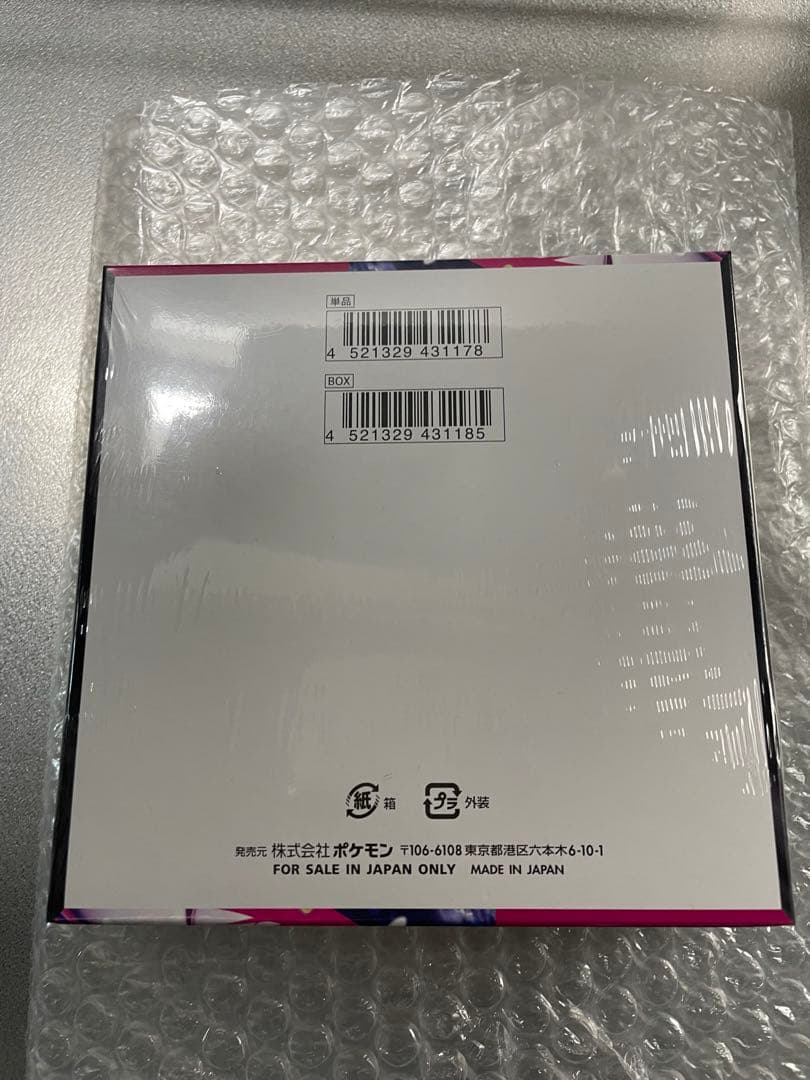 単品
4 521329 431178
BOX
4 521329 431185
紙 箱 プラ 外装
発売元 株式会社 ポケモン 〒106-6108 東京都港区六本木6-10-1
FOR SALE IN JAPAN ONLY MADE IN JAPAN